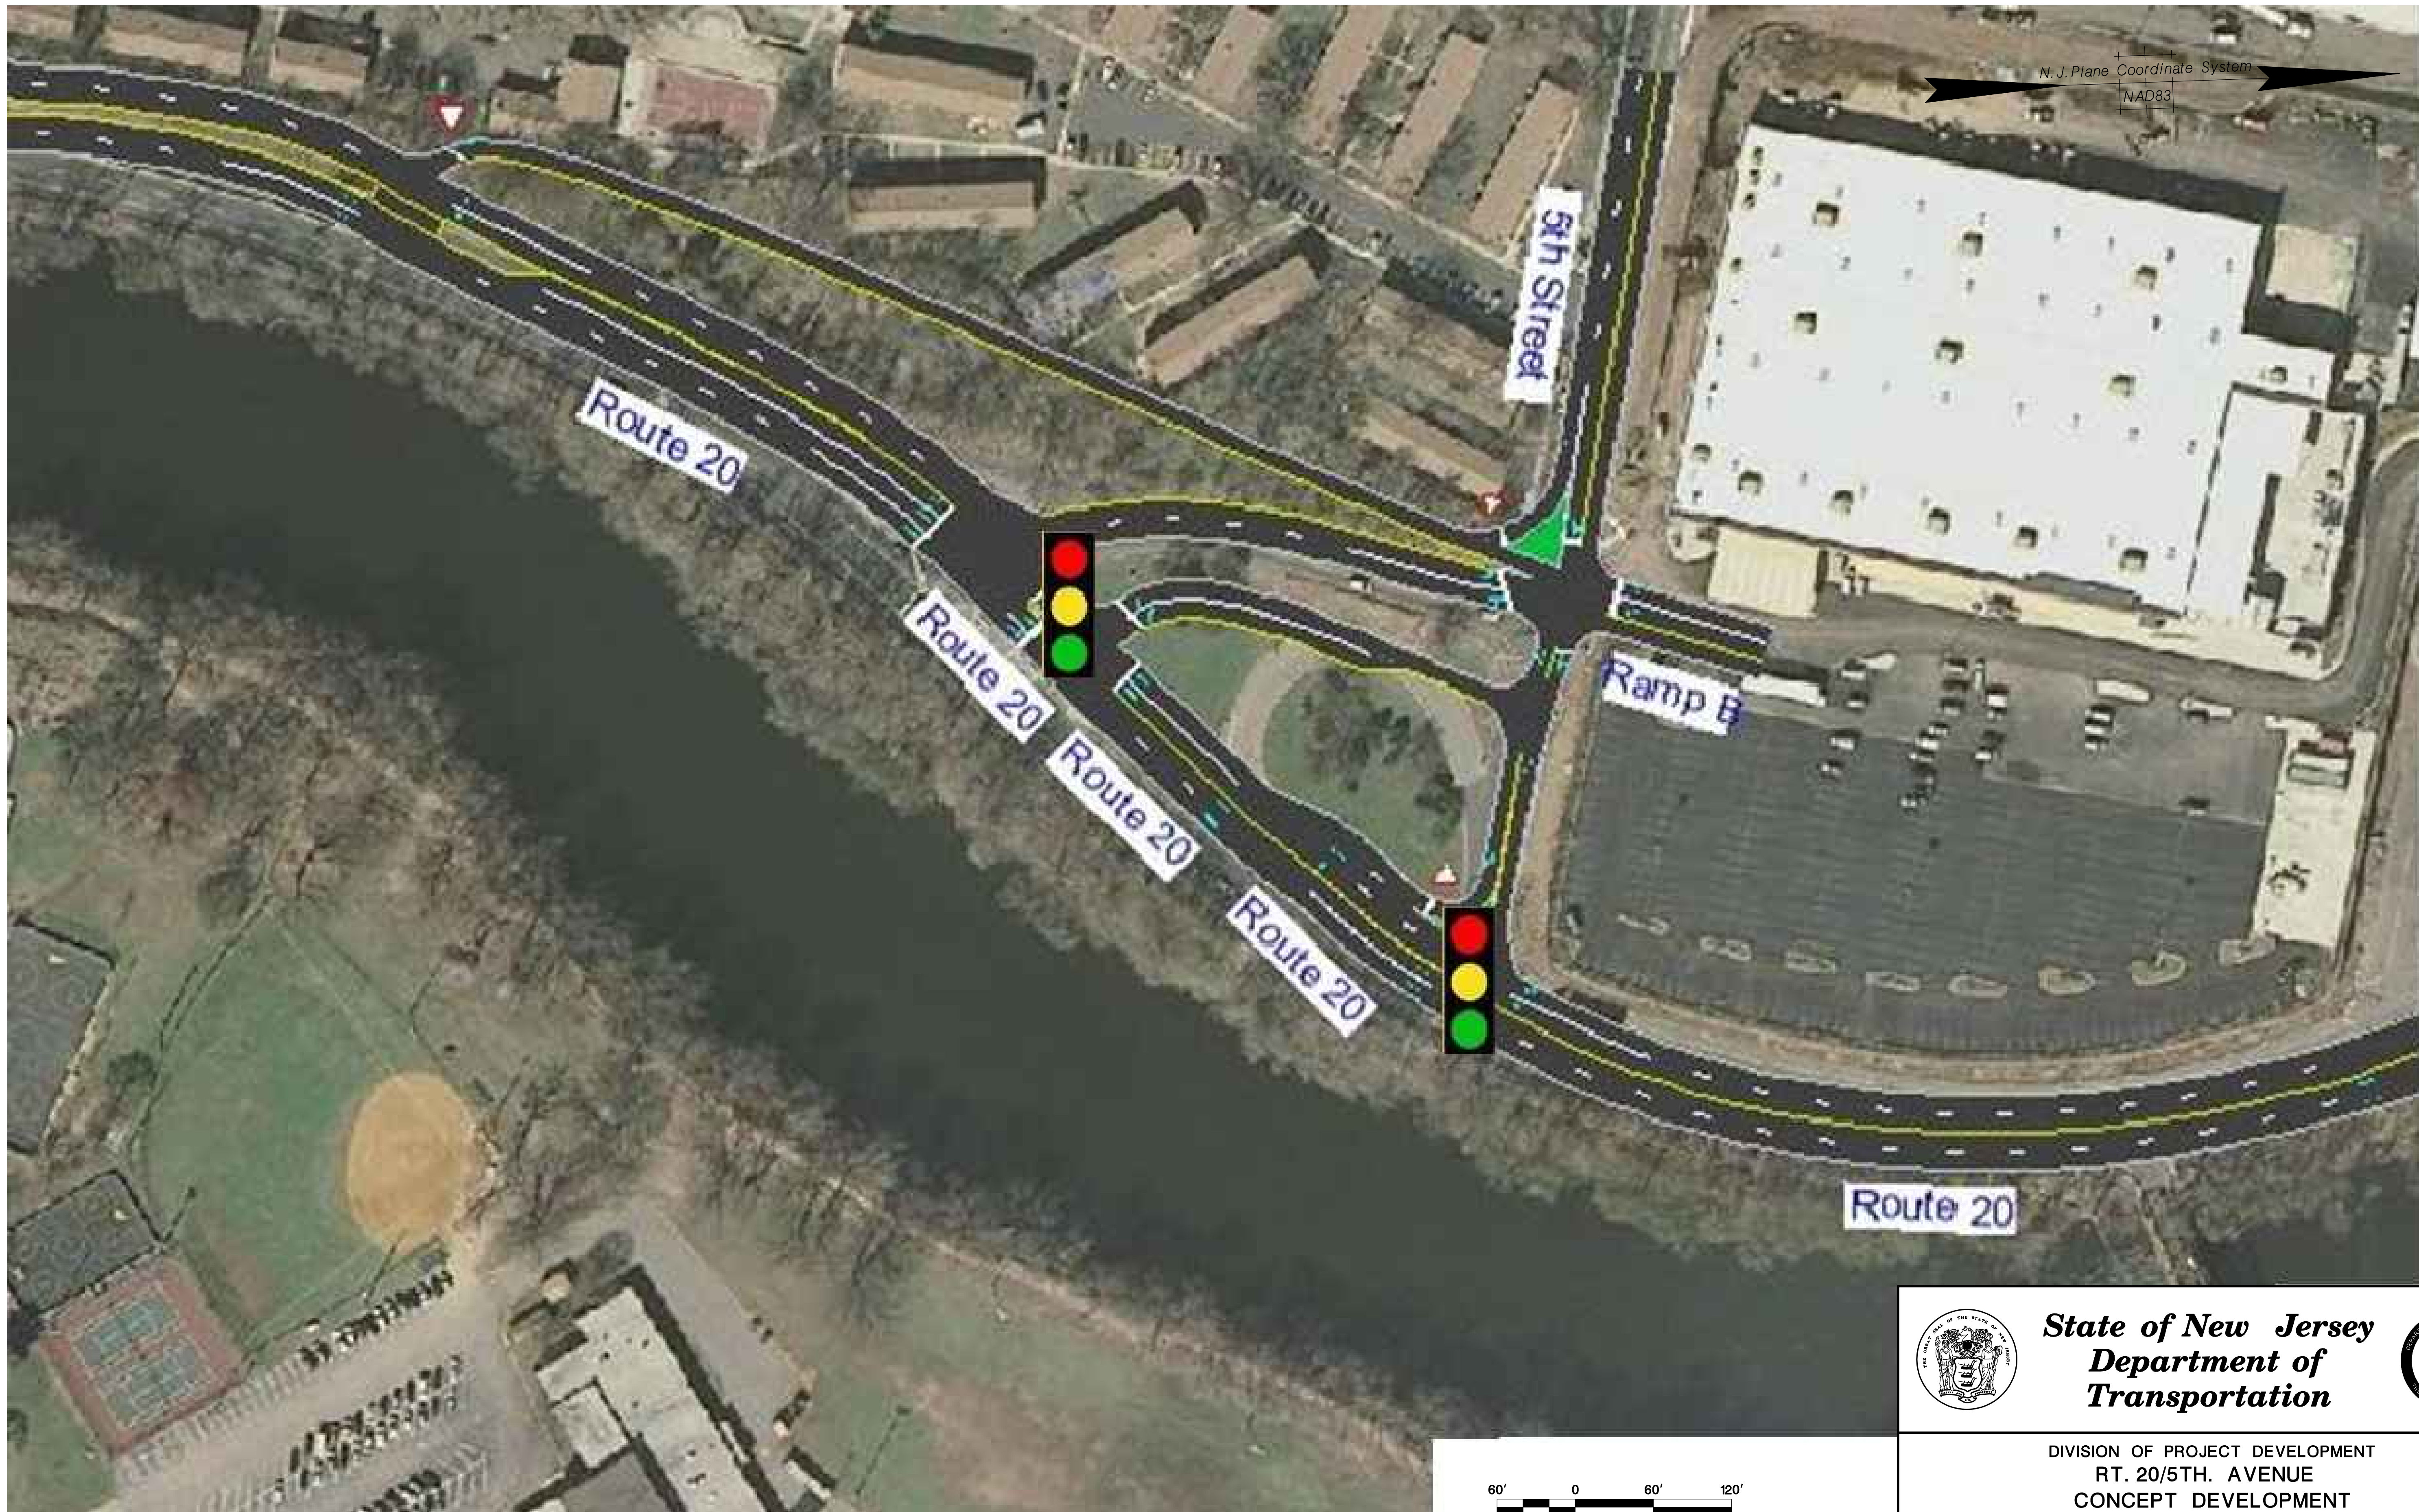 N.J.Plane Coordinate System
NAD83
5th Street
Route 20
Route 20
Ramp B
Route 20
Route 20
Route 20
State of New Jersey
Department of
Transportation
DIVISION OF PROJECT DEVELOPMENT
RT. 20/5TH. AVENUE
CONCEPT DEVELOPMENT
60' 0 60' 120'